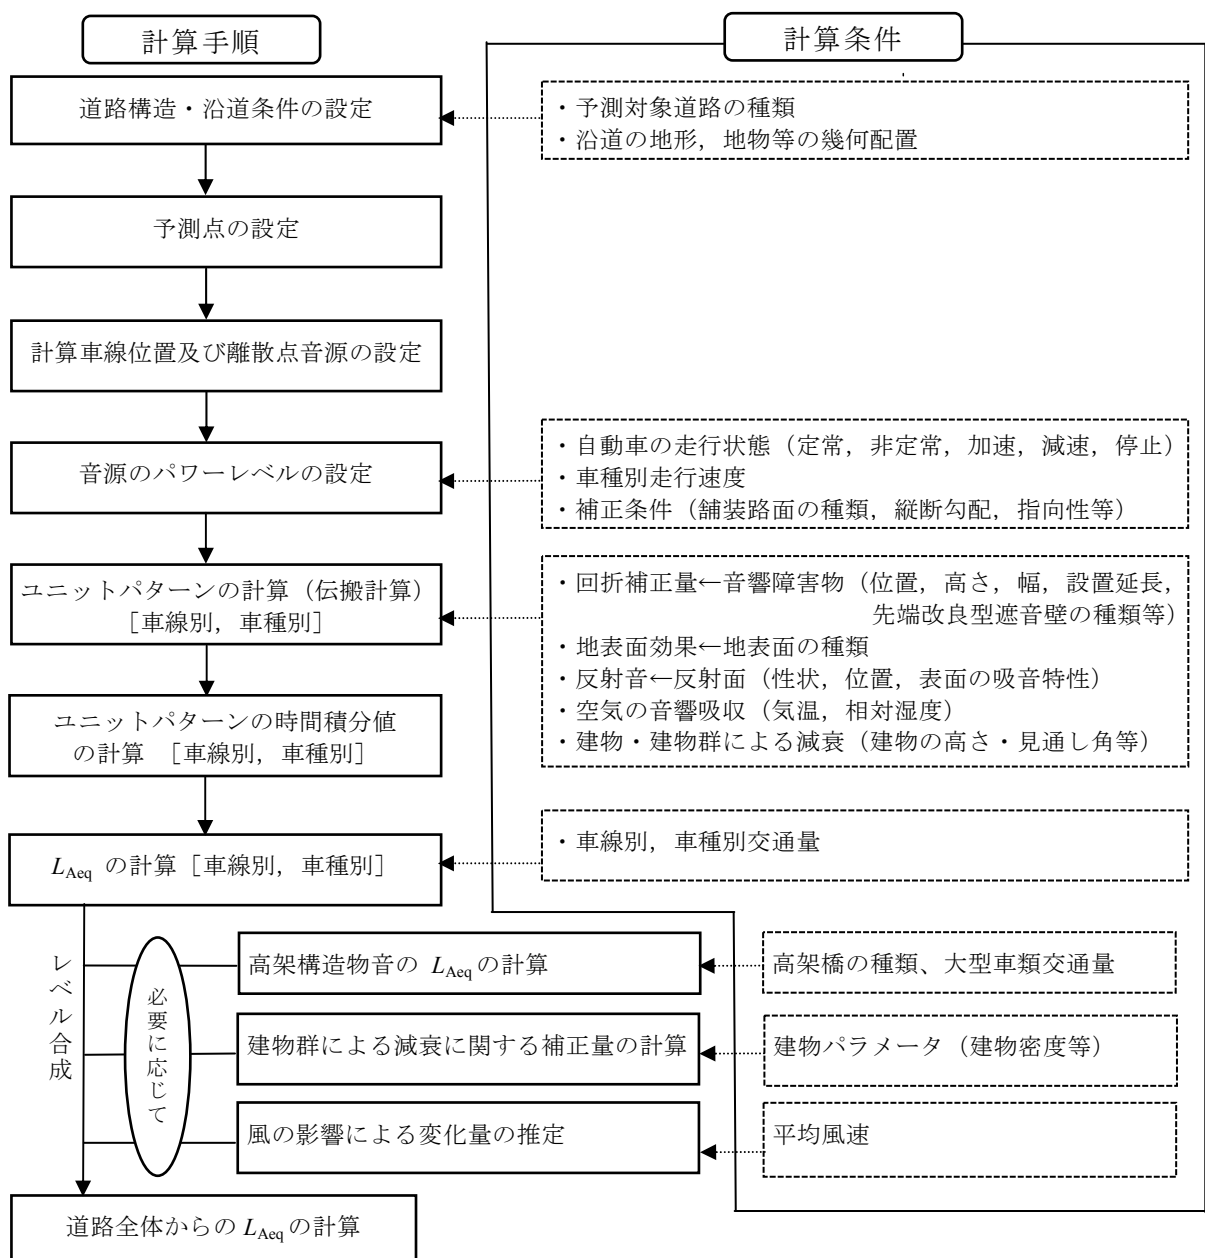 計算手順
計算条件
道路構造・沿道条件の設定
・予測対象道路の種類
・沿道の地形，地物等の幾何配置
予測点の設定
計算車線位置及び離散点音源の設定
音源のパワーレベルの設定
・自動車の走行状態（定常，非定常，加速，減速，停止）
・車種別走行速度
・補正条件（舗装路面の種類，縦断勾配，指向性等）
ユニットパターンの計算（伝搬計算）
［車線別，車種別］
・回折補正量←音響障害物（位置，高さ，幅，設置延長，
先端改良型遮音壁の種類等）
・地表面効果←地表面の種類
・反射音←反射面（性状，位置，表面の吸音特性）
・空気の音響吸収（気温，相対湿度）
・建物・建物群による減衰（建物の高さ・見通し角等）
ユニットパターンの時間積分値
の計算 ［車線別，車種別］
LAeq の計算［車線別，車種別］
・車線別，車種別交通量
レベル合成
必要に応じて
高架構造物音の LAeqの計算
高架橋の種類、大型車類交通量
建物群による減衰に関する補正量の計算
建物パラメータ（建物密度等）
風の影響による変化量の推定
平均風速
道路全体からの LAeqの計算